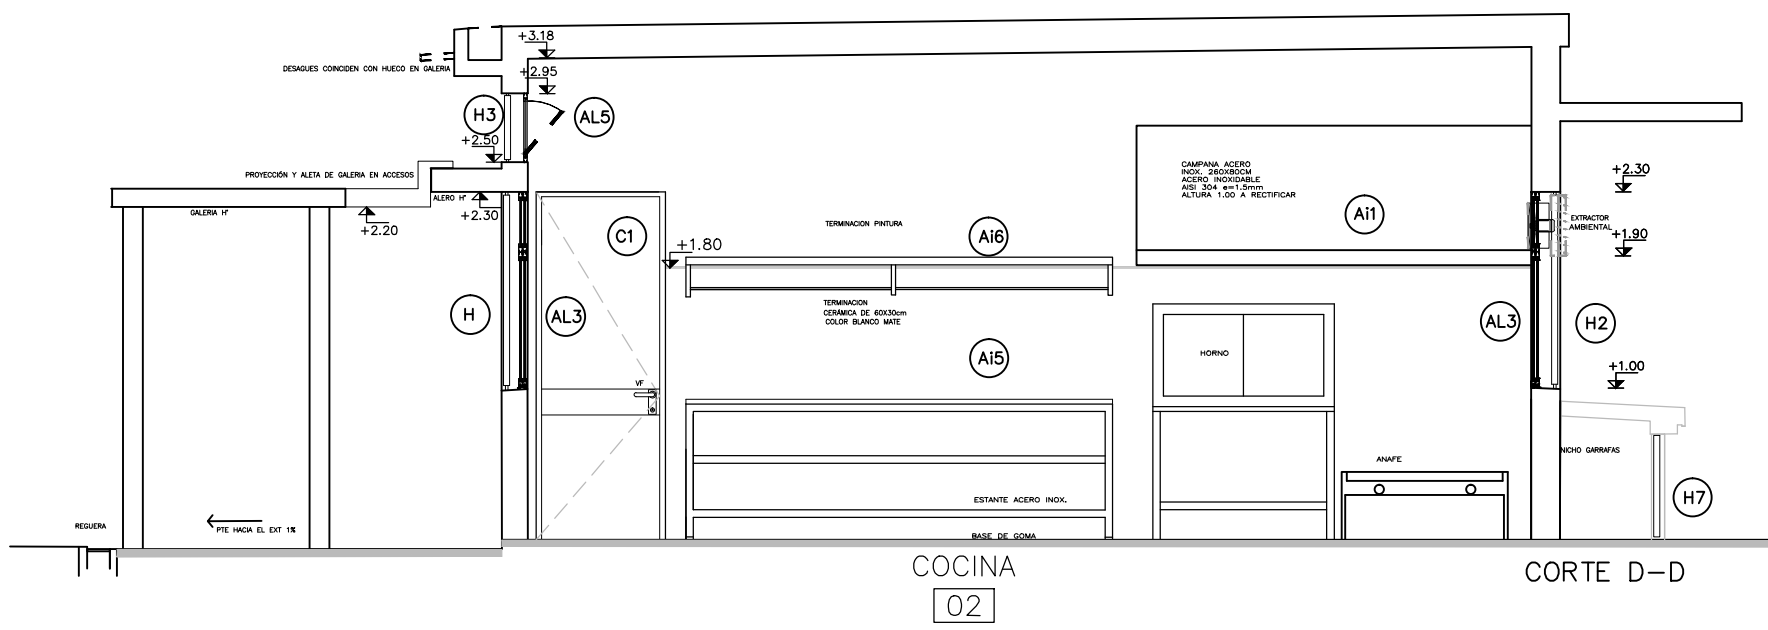 +3.18
DESAGUES COINCIDEN CON HUECO EN GALERIA
+2.95
H3
AL5
+2.50
PROYECCIÓN Y ALETA DE GALERIA EN ACCESOS
CAMPANA ACERO
INOX. 260X80CM
ACERO INOXIDABLE
AISI 304 e=1.5mm
ALTURA 1.00 A RECTIFICAR
+2.30
ALERO Hº
GALERIA Hº
+2.30
+2.20
C1
TERMINACION PINTURA
Ai6
Ai1
EXTRACTOR
AMBIENTAL
+1.90
+1.80
H
AL3
TERMINACION
CERÁMICA DE 60X30cm
COLOR BLANCO MATE
Ai5
HORNO
AL3
H2
+1.00
VF
NICHO GARRAFAS
ANAFE
ESTANTE ACERO INOX.
H7
REGUERA
PTE HACIA EL EXT 1%
BASE DE GOMA
COCINA
02
CORTE D-D